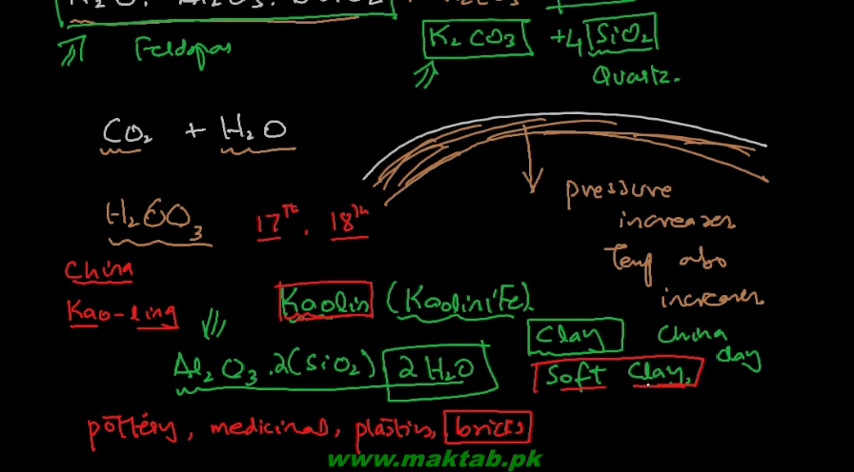 Feldspar
K₂CO₃ + 4 SiO₂
Quartz.
CO₂ + H₂O
pressure
increases
Temp also
increases
H₂CO₃ 17th, 18th
China
Kao-ling
Kaolin (Kaolinite)
Clay China
clay
Al₂O₃.2(SiO₂) 2H₂O
Soft Clay,
pottery, medicinal, plastics, bricks
www.maktab.pk